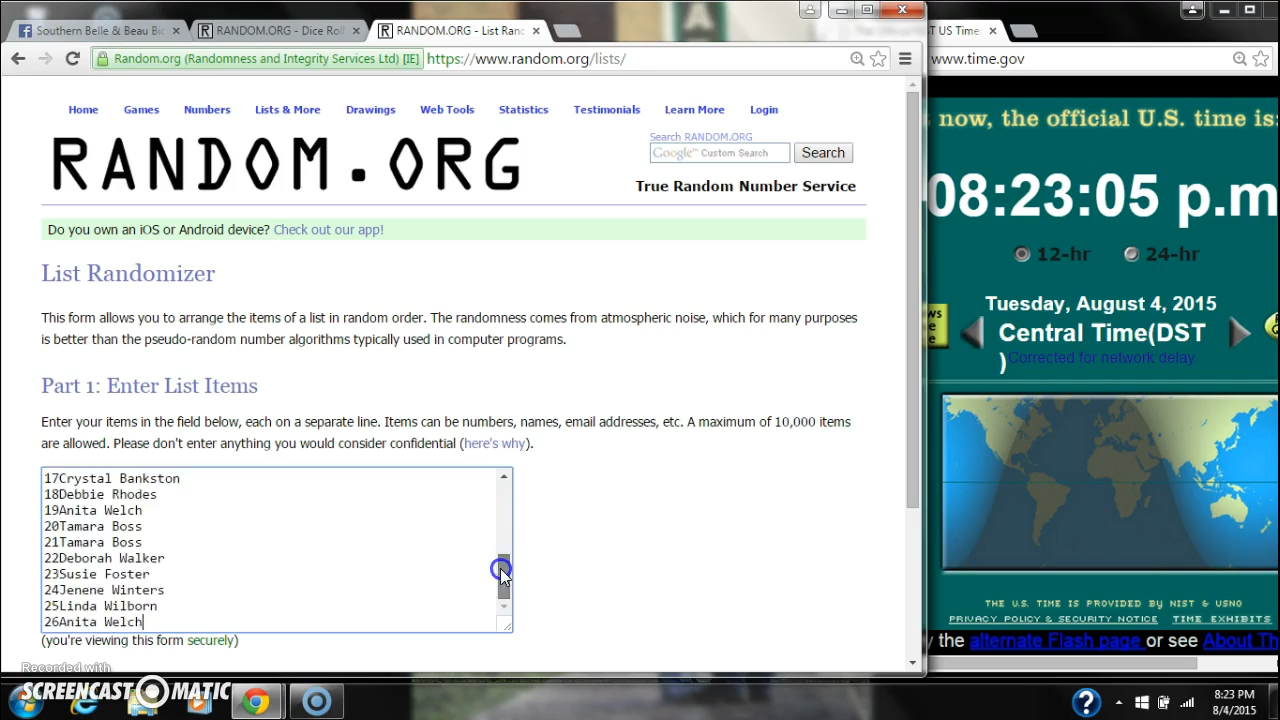 Southern Belle & Beau Bi
RANDOM.ORG - Dice Roll
RANDOM.ORG - List Ran
ST US Time
Random.org (Randomness and Integrity Services Ltd) [IE]
https://www.random.org/lists/
www.time.gov
Home Games Numbers Lists & More Drawings Web Tools Statistics Testimonials Learn More Login
RANDOM.ORG
Search RANDOM.ORG
Google™ Custom Search
Search
True Random Number Service
Do you own an iOS or Android device? Check out our app!
List Randomizer
This form allows you to arrange the items of a list in random order. The randomness comes from atmospheric noise, which for many purposes
is better than the pseudo-random number algorithms typically used in computer programs.
Part 1: Enter List Items
Enter your items in the field below, each on a separate line. Items can be numbers, names, email addresses, etc. A maximum of 10,000 items
are allowed. Please don't enter anything you would consider confidential (here's why).
17Crystal Bankston
18Debbie Rhodes
19Anita Welch
20Tamara Boss
21Tamara Boss
22Deborah Walker
23Susie Foster
24Jenene Winters
25Linda Wilborn
26Anita Welch
(you're viewing this form securely)
now, the official U.S. time is:
08:23:05 p.m
12-hr 24-hr
Tuesday, August 4, 2015
Central Time(DST
)Corrected for network delay
THE U.S. TIME IS PROVIDED BY NIST & USNO
PRIVACY POLICY & SECURITY NOTICE TIME EXHIBITS
y the alternate Flash page or see About Th
Recorded with
SCREENCAST MATIC
8:23 PM
8/4/2015